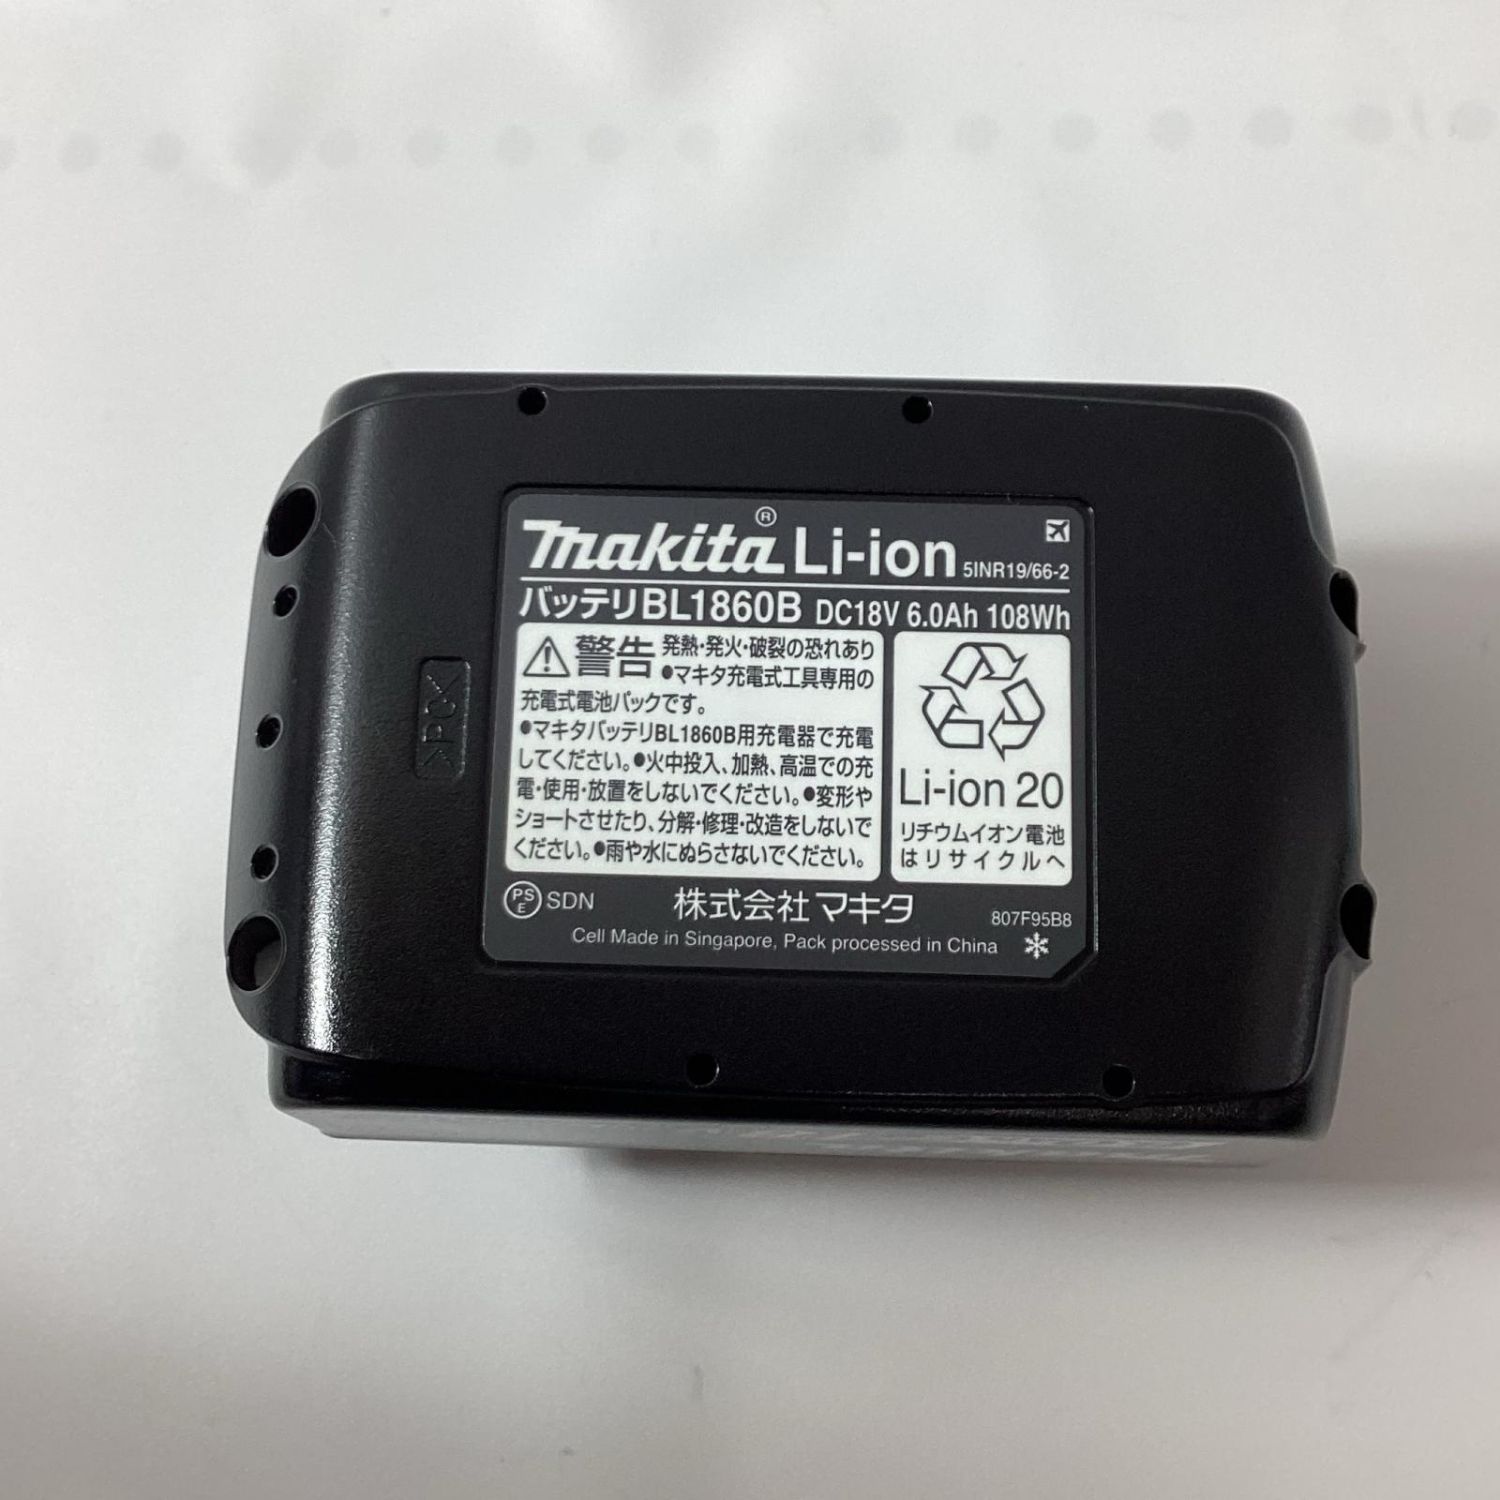 makita® Li-ion 5INR19/66-2
バッテリBL1860B DC18V 6.0Ah 108Wh
警告 発熱・発火・破裂の恐れあり
●マキタ充電式工具専用の
充電式電池パックです。
●マキタバッテリBL1860B用充電器で充電
してください。●火中投入、加熱、高温での充
電・使用・放置をしないでください。●変形や
ショートさせたり、分解・修理・改造をしないで
ください。●雨や水にぬらさないでください。
Li-ion 20
リチウムイオン電池
はリサイクルへ
PSE SDN
株式会社マキタ
807F95B8
Cell Made in Singapore, Pack processed in China
>PC<